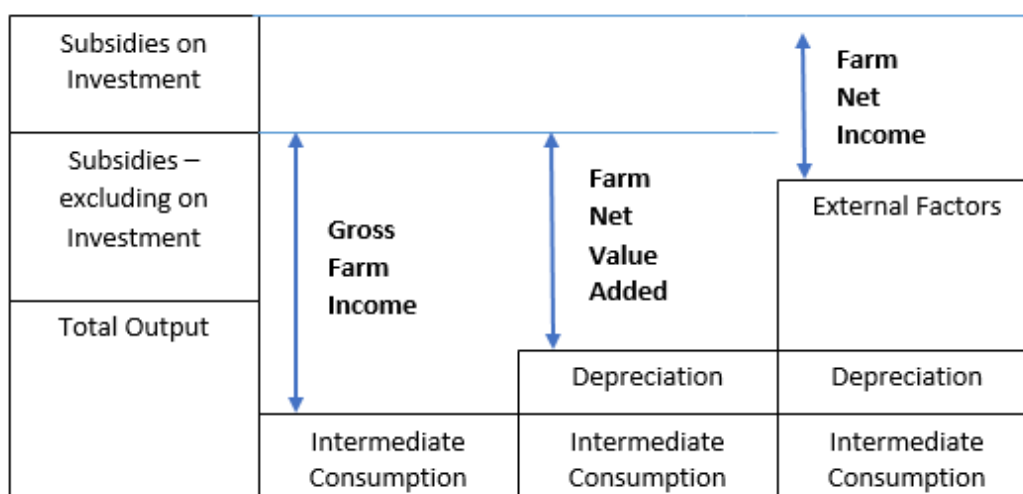 Subsidies on
Investment
Subsidies –
excluding on
Investment
Total Output
Gross
Farm
Income
Intermediate
Consumption
Farm
Net
Value
Added
Depreciation
Intermediate
Consumption
Farm
Net
Income
External Factors
Depreciation
Intermediate
Consumption